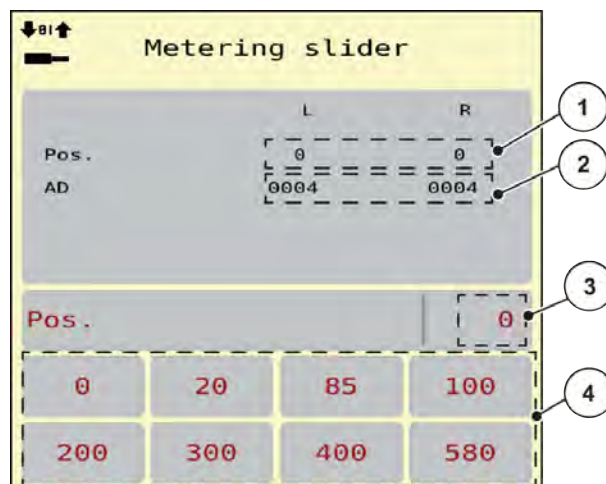 Metering slider
L R
Pos. 0 0
AD 0004 0004
Pos. 0
0 20 85 100
200 300 400 580
1
2
3
4